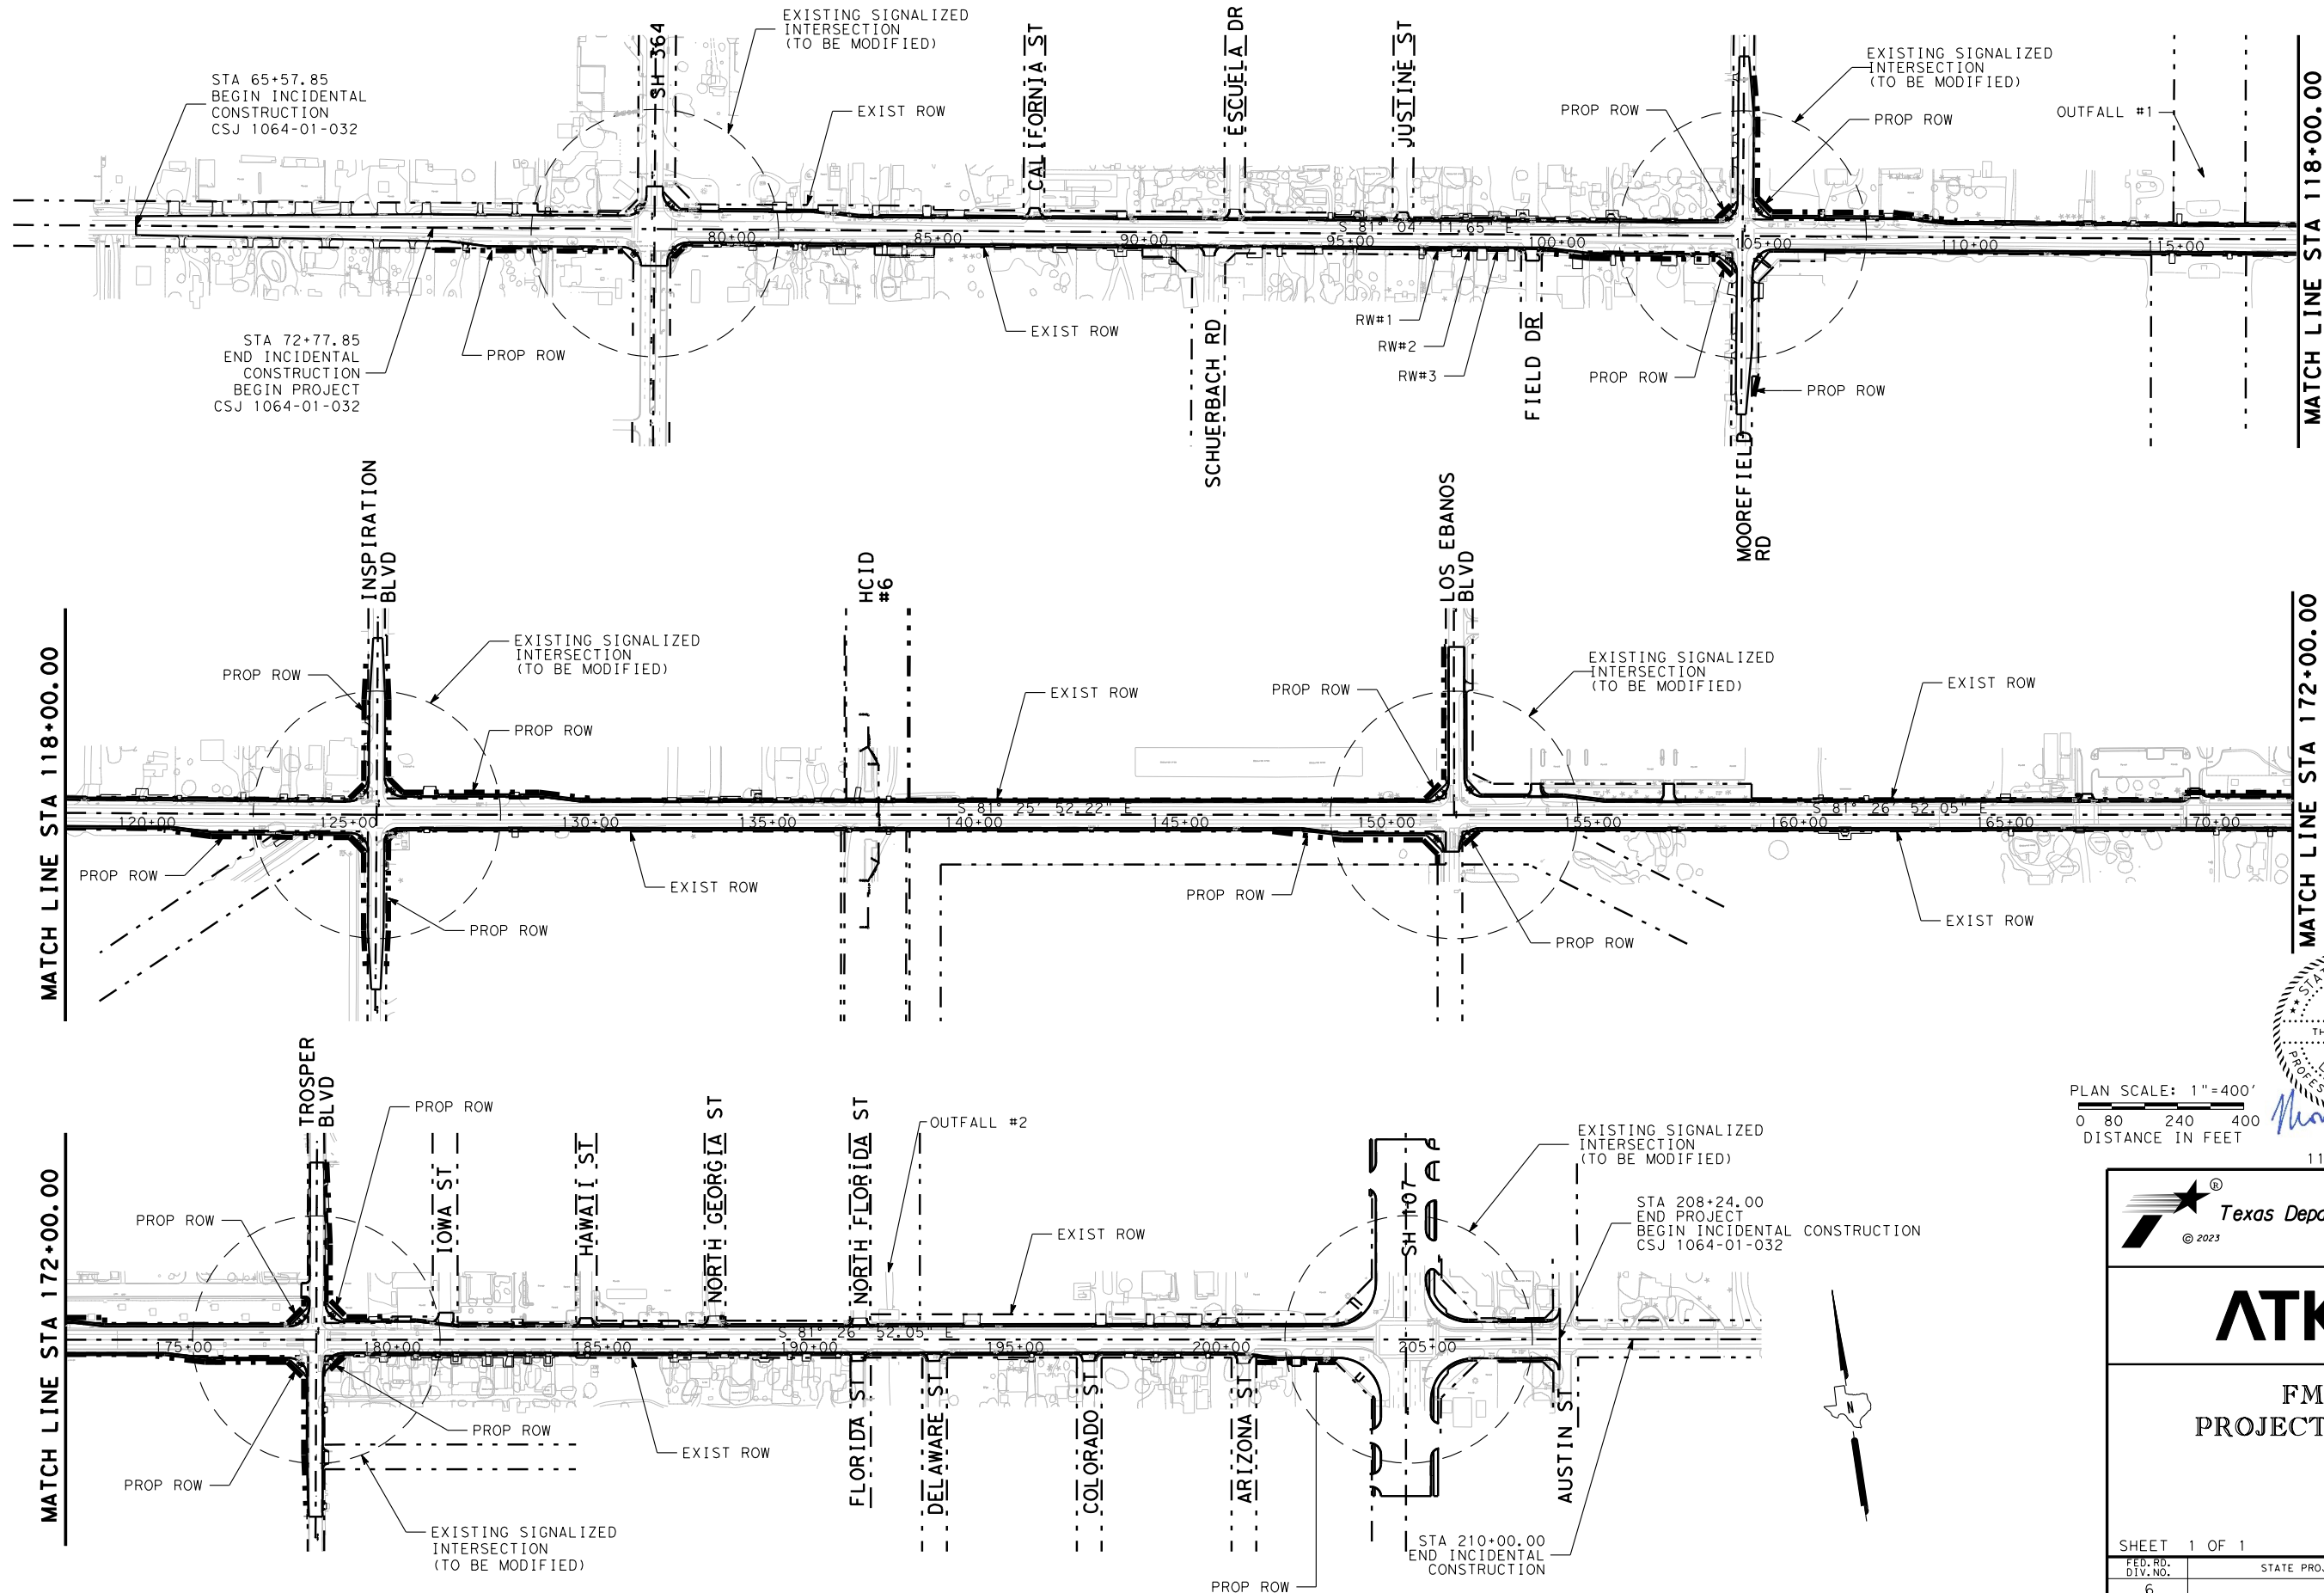 STA 65+57.85
BEGIN INCIDENTAL
CONSTRUCTION
CSJ 1064-01-032
SH 364
EXISTING SIGNALIZED
INTERSECTION
(TO BE MODIFIED)
EXIST ROW
CALIFORNIA ST
ESCUELA DR
JUSTINE ST
PROP ROW
EXISTING SIGNALIZED
INTERSECTION
(TO BE MODIFIED)
PROP ROW
OUTFALL #1
MATCH LINE STA 118+00.00
80+00
85+00
90+00
95+00
S 81° 04' 11.65" E
100+00
105+00
110+00
115+00
STA 72+77.85
END INCIDENTAL
CONSTRUCTION
BEGIN PROJECT
CSJ 1064-01-032
PROP ROW
EXIST ROW
SCHUERBACH RD
RW#1
RW#2
RW#3
FIELD DR
PROP ROW
PROP ROW
MOOREFIELD
RD
MATCH LINE STA 118+00.00
INSPIRATION
BLVD
PROP ROW
EXISTING SIGNALIZED
INTERSECTION
(TO BE MODIFIED)
PROP ROW
HCID
#6
EXIST ROW
PROP ROW
LOS EBANOS
BLVD
EXISTING SIGNALIZED
INTERSECTION
(TO BE MODIFIED)
EXIST ROW
MATCH LINE STA 172+00.00
120+00
125+00
130+00
135+00
S 81° 25' 52.22" E
140+00
145+00
150+00
155+00
S 81° 26' 52.05" E
160+00
165+00
170+00
PROP ROW
PROP ROW
EXIST ROW
PROP ROW
PROP ROW
EXIST ROW
MATCH LINE STA 172+00.00
TROSPER
BLVD
PROP ROW
PROP ROW
IOWA ST
HAWAII ST
NORTH GEORGIA ST
NORTH FLORIDA ST
OUTFALL #2
EXIST ROW
SH 107
EXISTING SIGNALIZED
INTERSECTION
(TO BE MODIFIED)
STA 208+24.00
END PROJECT
BEGIN INCIDENTAL CONSTRUCTION
CSJ 1064-01-032
175+00
180+00
185+00
S 81° 26' 52.05" E
190+00
195+00
200+00
205+00
PROP ROW
PROP ROW
EXISTING SIGNALIZED
INTERSECTION
(TO BE MODIFIED)
EXIST ROW
FLORIDA ST
DELAWARE ST
COLORADO ST
ARIZONA ST
PROP ROW
AUSTIN ST
STA 210+00.00
END INCIDENTAL
CONSTRUCTION
N
PLAN SCALE: 1"=400'
0 80 240 400
DISTANCE IN FEET
11
®
Texas
© 2023
FM
PROJECT
SHEET 1 OF 1
FED.RD.
DIV.NO.
STATE
6